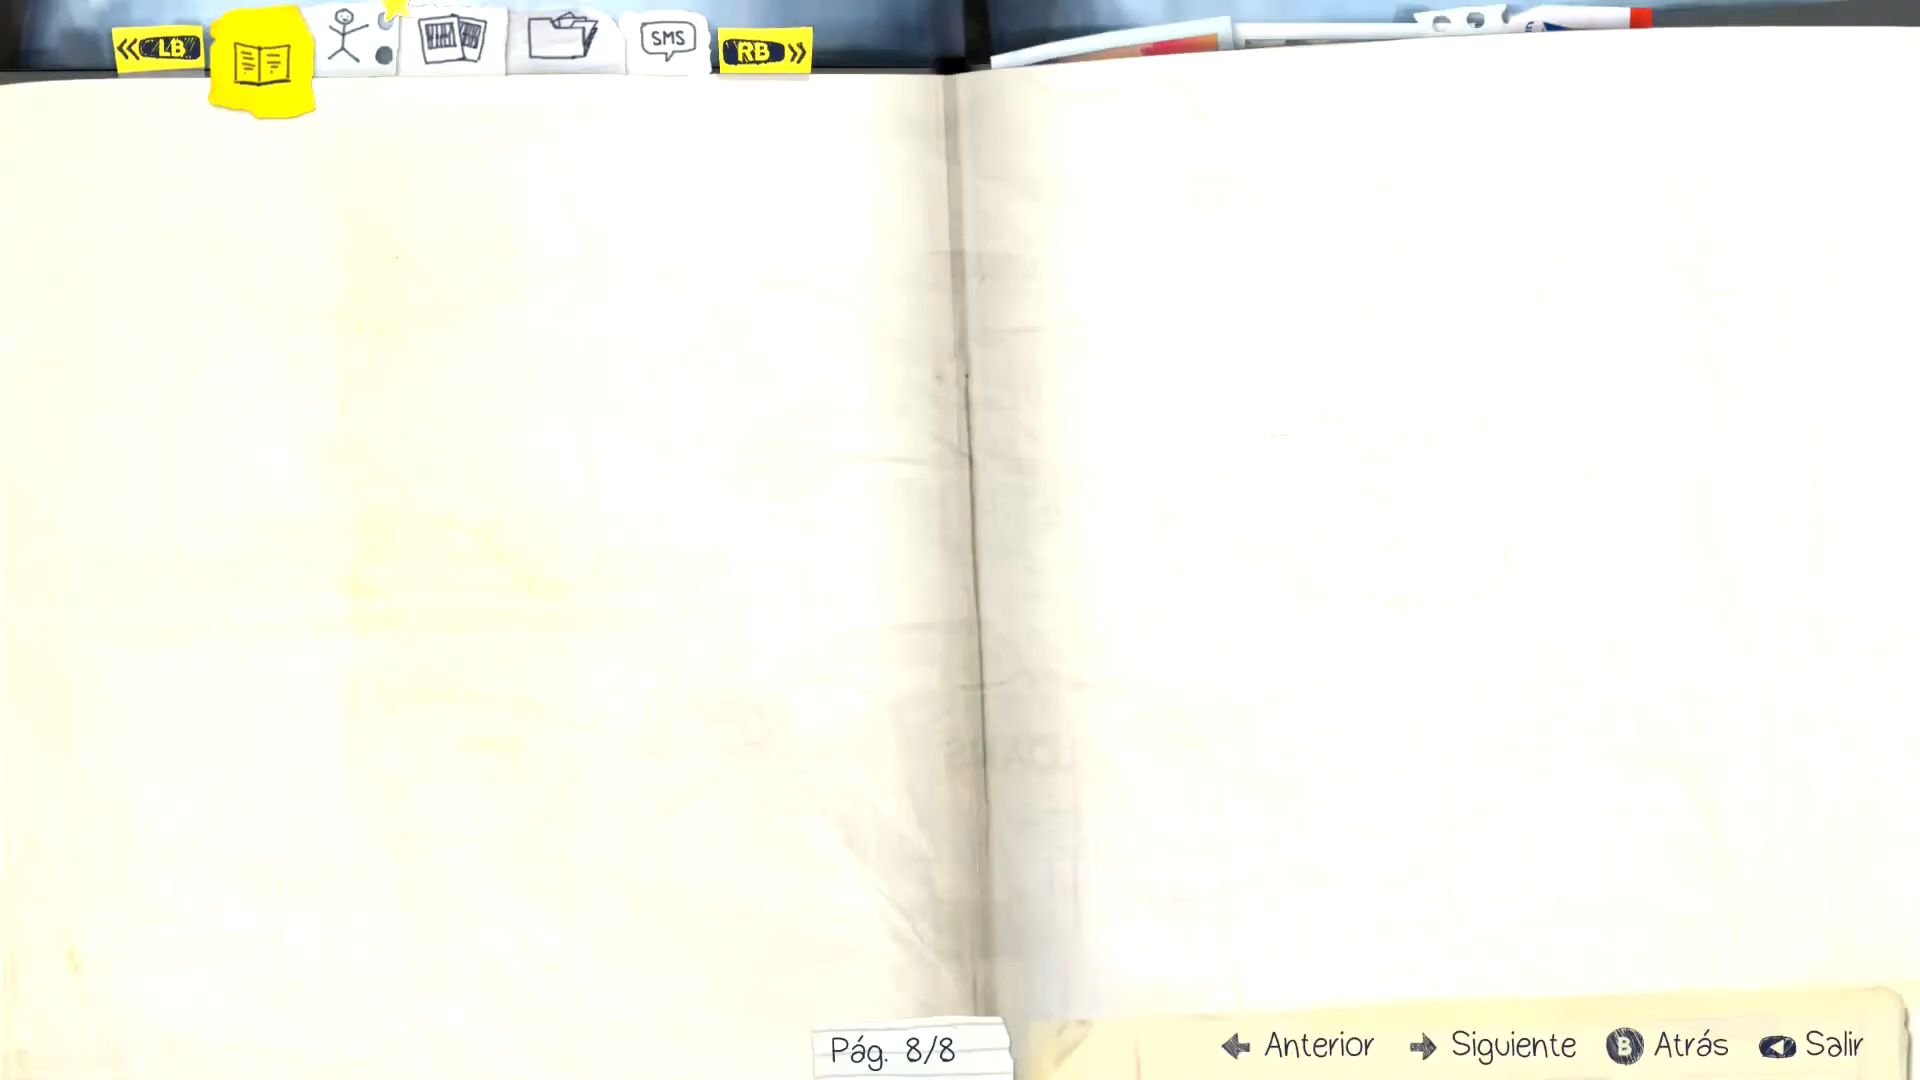 LB
SMS
RB
Pág. 8/8
Anterior
Siguiente
B Atrás
Salir